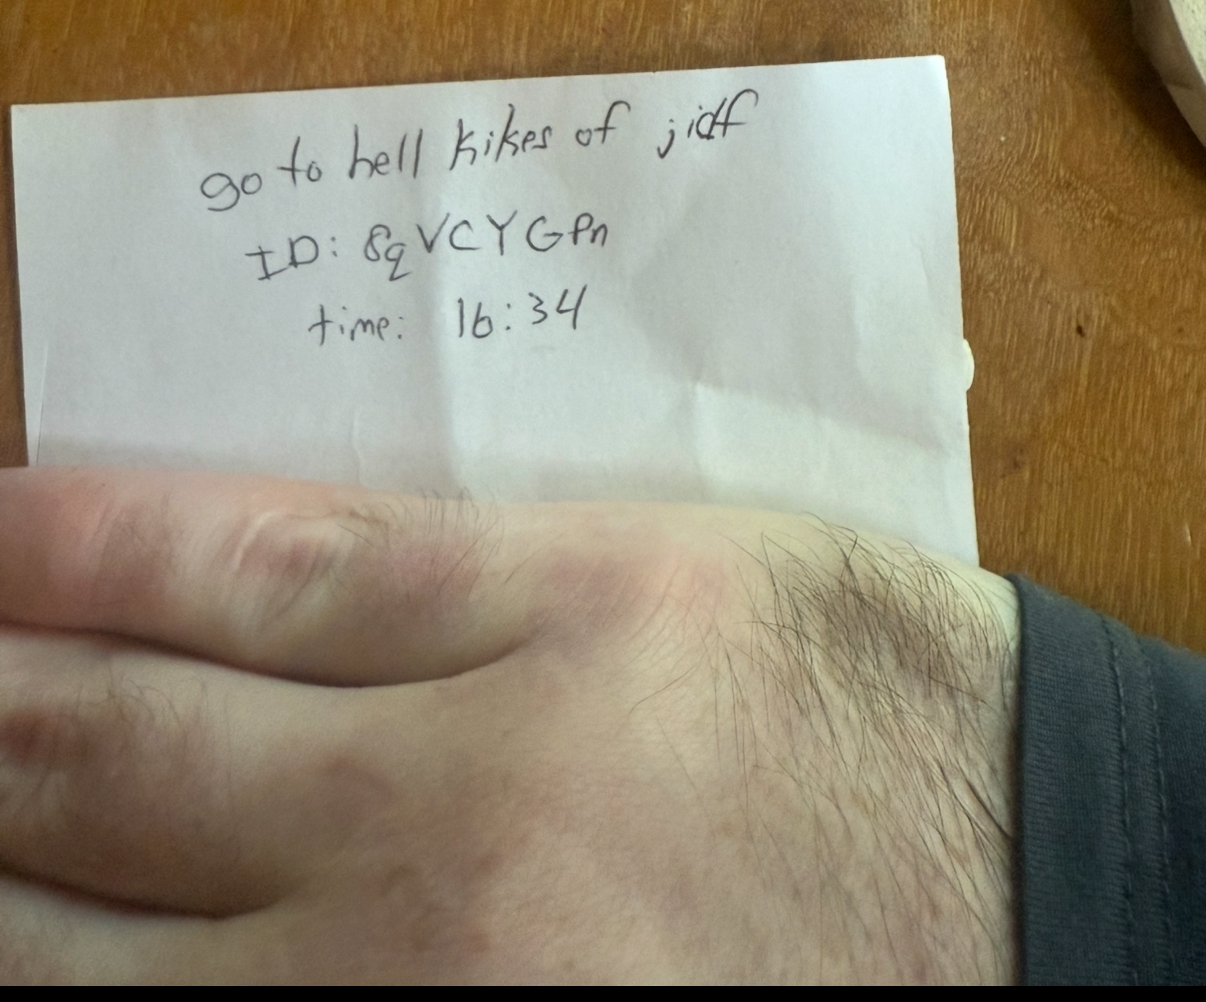 go to hell kikes of jidf
ID: 8qVCYGPn
time: 16:34